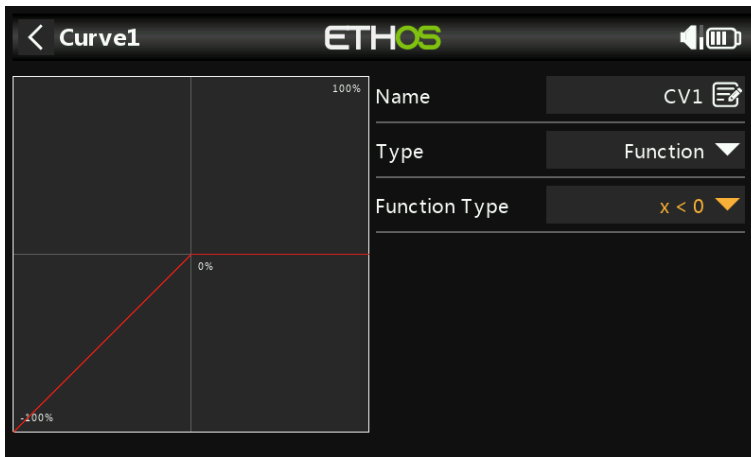 Curve1
ETHOS
100%
Name
CV1
Type
Function
Function Type
x < 0
0%
-100%